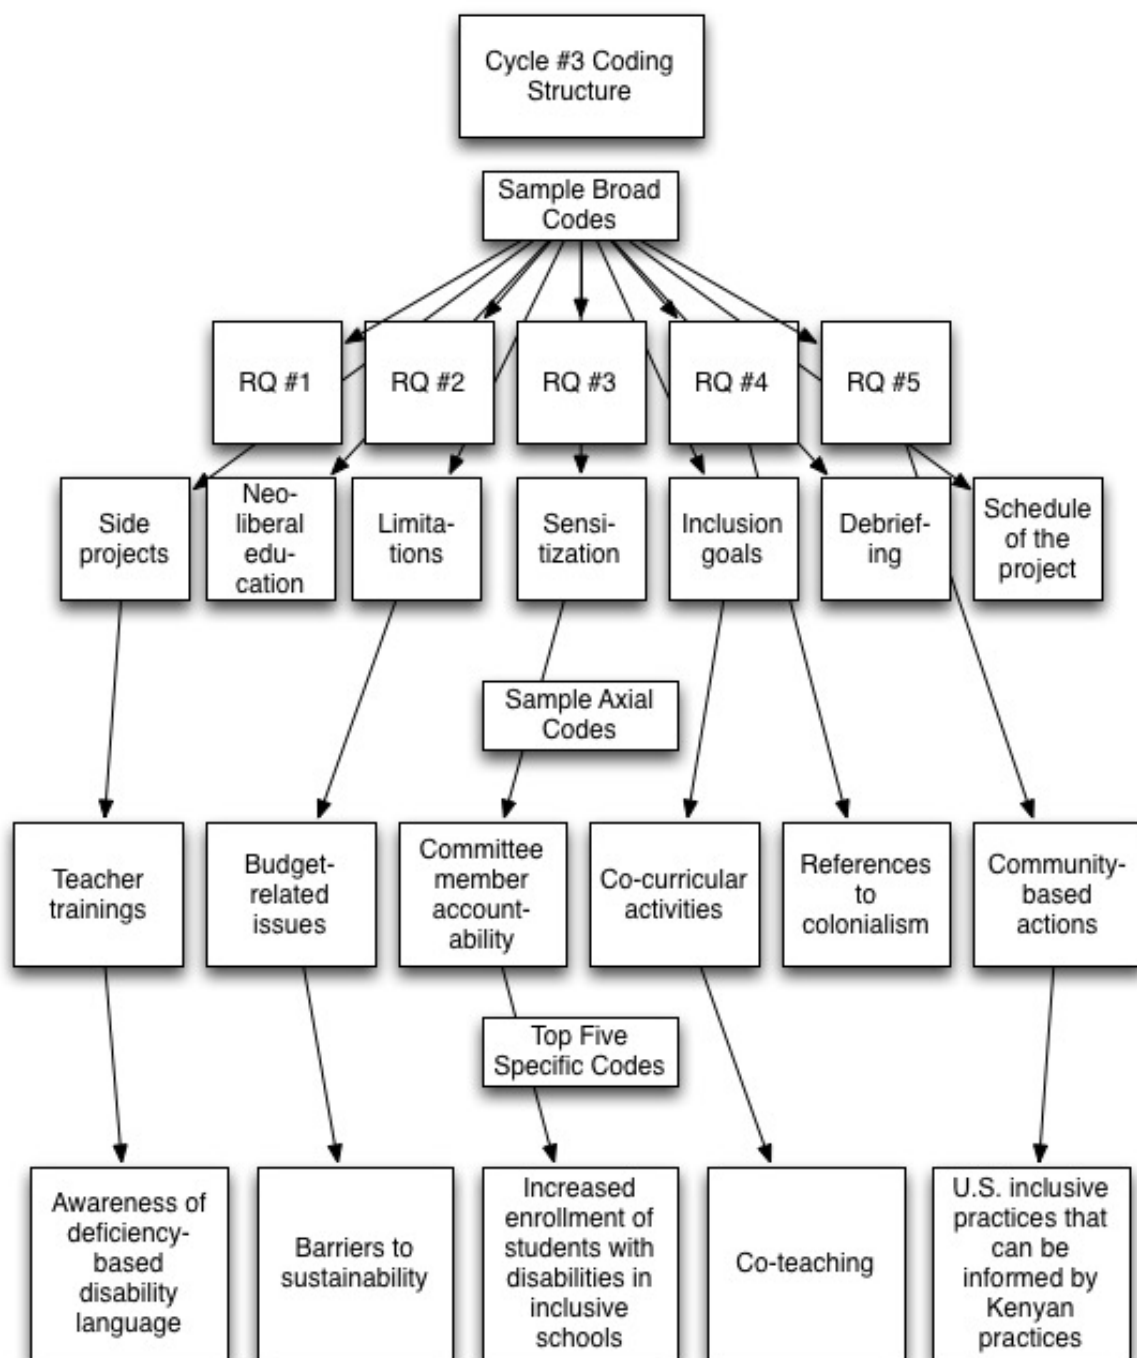 Cycle #3 Coding
Structure
Sample Broad
Codes
RQ #1
RQ #2
RQ #3
RQ #4
RQ #5
Side
projects
Neo-
liberal
edu-
cation
Limita-
tions
Sensi-
tization
Inclusion
goals
Debrief-
ing
Schedule
of the
project
Sample Axial
Codes
Teacher
trainings
Budget-
related
issues
Committee
member
account-
ability
Co-curricular
activities
References
to
colonialism
Community-
based
actions
Top Five
Specific Codes
Awareness of
deficiency-
based
disability
language
Barriers to
sustainability
Increased
enrollment of
students with
disabilities in
inclusive
schools
Co-teaching
U.S. inclusive
practices that
can be
informed by
Kenyan
practices